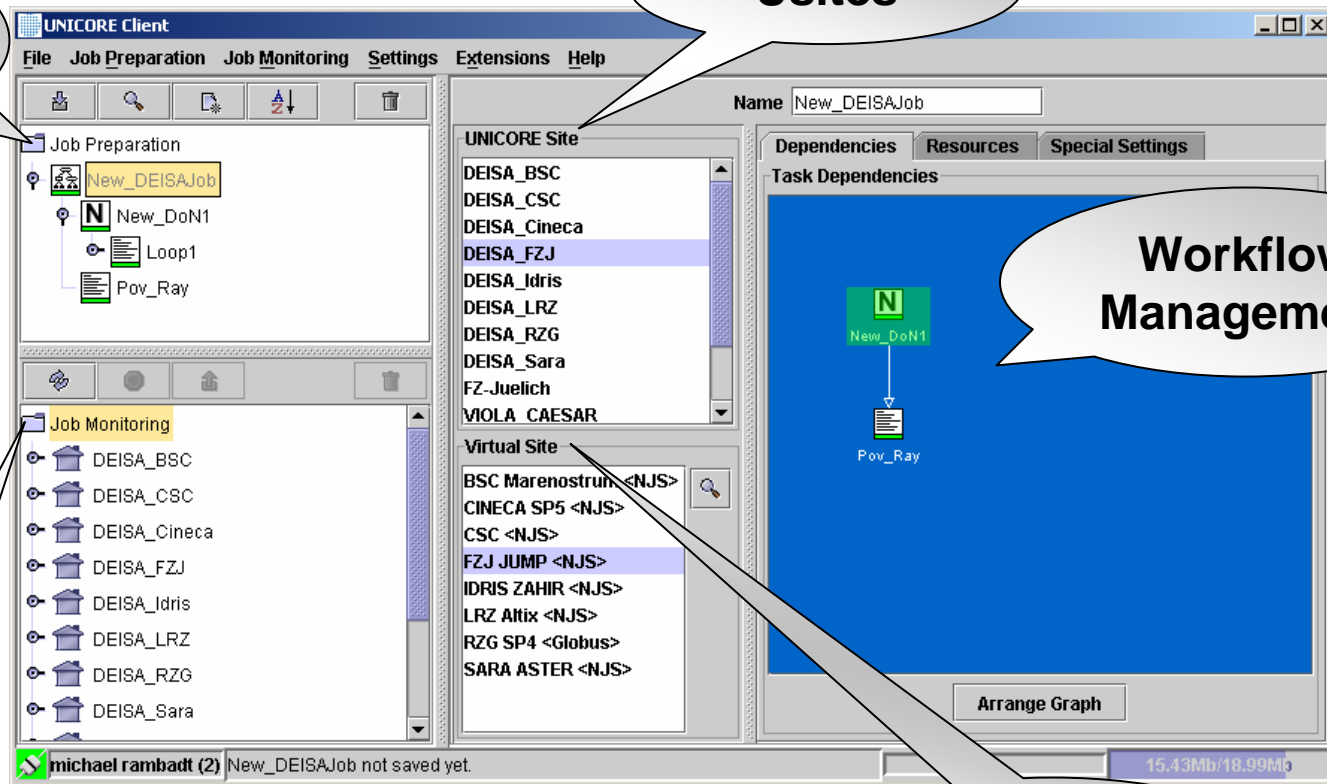 Usites
UNICORE Client
File Job Preparation Job Monitoring Settings Extensions Help
Name New_DEISAJob
Job Preparation
New_DEISAJob
New_DoN1
Loop1
Pov_Ray
Job Monitoring
DEISA_BSC
DEISA_CSC
DEISA_Cineca
DEISA_FZJ
DEISA_Idris
DEISA_LRZ
DEISA_RZG
DEISA_Sara
UNICORE Site
DEISA_BSC
DEISA_CSC
DEISA_Cineca
DEISA_FZJ
DEISA_Idris
DEISA_LRZ
DEISA_RZG
DEISA_Sara
FZ-Juelich
VIOLA_CAESAR
Virtual Site
BSC Marenostrum <NJS>
CINECA SP5 <NJS>
CSC <NJS>
FZJ JUMP <NJS>
IDRIS ZAHIR <NJS>
LRZ Altix <NJS>
RZG SP4 <Globus>
SARA ASTER <NJS>
Dependencies Resources Special Settings
Task Dependencies
N
New_DoN1
Pov_Ray
Workflow
Manageme
Arrange Graph
michael rambadt (2) New_DEISAJob not saved yet.
15.43Mb/18.99Mb